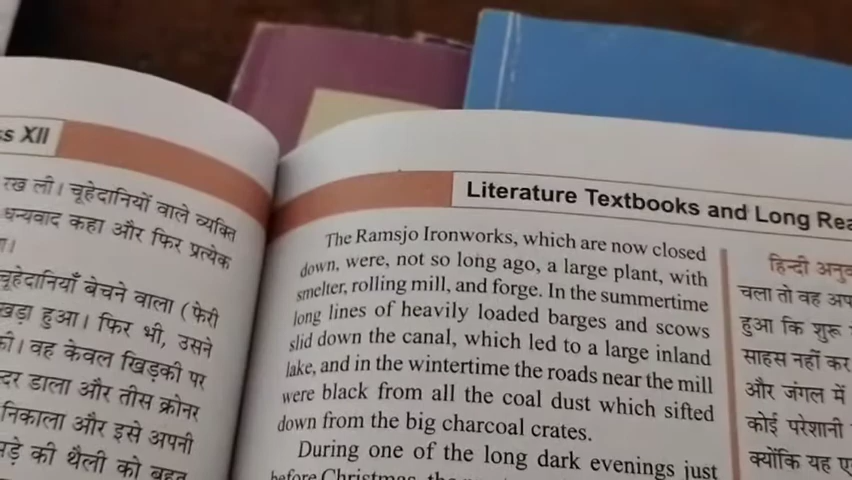 XII
रख ली। चूहेदानियों वाले व्यक्ति
धन्यवाद कहा और फिर प्रत्येक
चूहेदानियाँ बेचने वाला (फेरी
खड़ा हुआ। फिर भी, उसने
की। वह केवल खिड़की पर
डाला और तीस क्रोनर
निकाला और इसे अपनी
की थैली को बहुत
Literature Textbooks and Long
The Ramsjo Ironworks, which are now closed
down, were, not so long ago, a large plant, with
smelter, rolling mill, and forge. In the summertime
long lines of heavily loaded barges and scows
slid down the canal, which led to a large inland
lake, and in the wintertime the roads near the mill
were black from all the coal dust which sifted
down from the big charcoal crates.
During one of the long dark evenings just
before Christmas, the
हिन्दी
चला तो वह
हुआ कि शुरू
साहस नहीं कर
और जंगल में
कोई परेशानी
क्योंकि यह